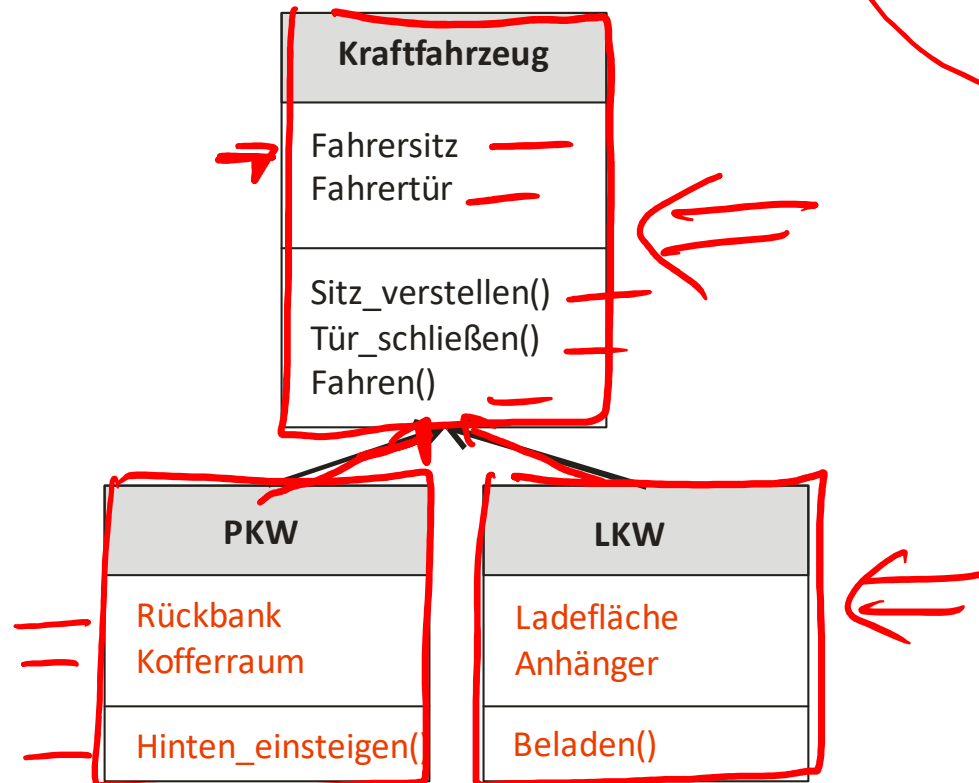 Kraftfahrzeug
Fahrersitz
Fahrertür
Sitz_verstellen()
Tür_schließen()
Fahren()
PKW
Rückbank
Kofferraum
Hinten_einsteigen()
LKW
Ladefläche
Anhänger
Beladen()